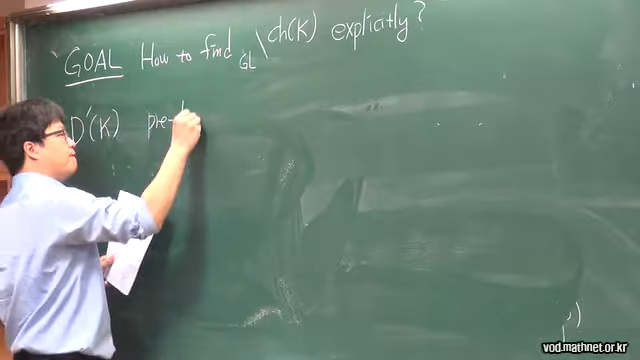 GOAL How to find GL\ch(K) explicitly?
D'(K) pre-
vod.mathnet.or.kr